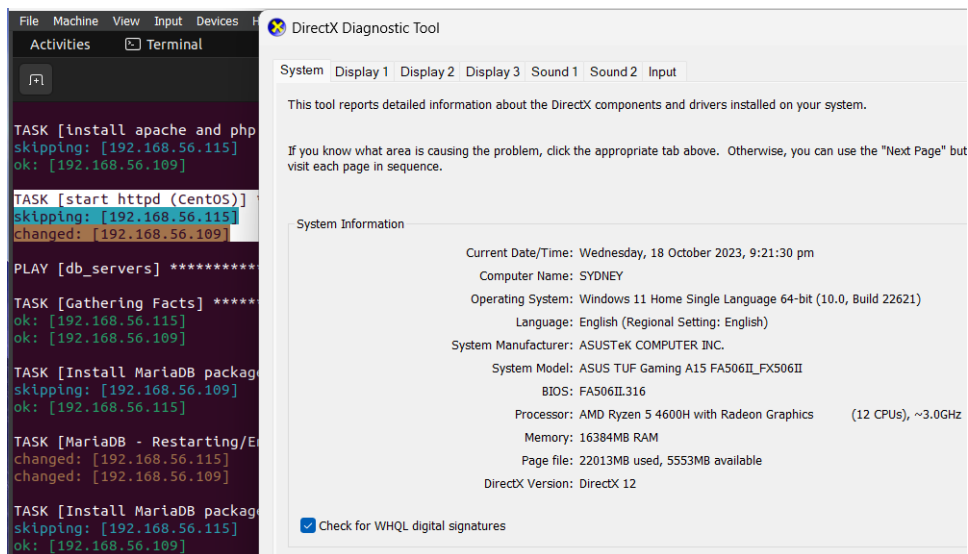 File Machine View Input Devices H
Activities Terminal
TASK [install apache and php
skipping: [192.168.56.115]
ok: [192.168.56.109]
TASK [start httpd (CentOS)]
skipping: [192.168.56.115]
changed: [192.168.56.109]
PLAY [db_servers] ***********
TASK [Gathering Facts] *****
ok: [192.168.56.115]
ok: [192.168.56.109]
TASK [Install MariaDB package
skipping: [192.168.56.109]
ok: [192.168.56.115]
TASK [MariaDB - Restarting/En
changed: [192.168.56.115]
changed: [192.168.56.109]
TASK [Install MariaDB package
skipping: [192.168.56.115]
ok: [192.168.56.109]
DirectX Diagnostic Tool
System Display 1 Display 2 Display 3 Sound 1 Sound 2 Input
This tool reports detailed information about the DirectX components and drivers installed on your system.
If you know what area is causing the problem, click the appropriate tab above. Otherwise, you can use the "Next Page" but
visit each page in sequence.
System Information
Current Date/Time: Wednesday, 18 October 2023, 9:21:30 pm
Computer Name: SYDNEY
Operating System: Windows 11 Home Single Language 64-bit (10.0, Build 22621)
Language: English (Regional Setting: English)
System Manufacturer: ASUSTeK COMPUTER INC.
System Model: ASUS TUF Gaming A15 FA506II_FX506II
BIOS: FA506II.316
Processor: AMD Ryzen 5 4600H with Radeon Graphics (12 CPUs), ~3.0GHz
Memory: 16384MB RAM
Page file: 22013MB used, 5553MB available
DirectX Version: DirectX 12
Check for WHQL digital signatures